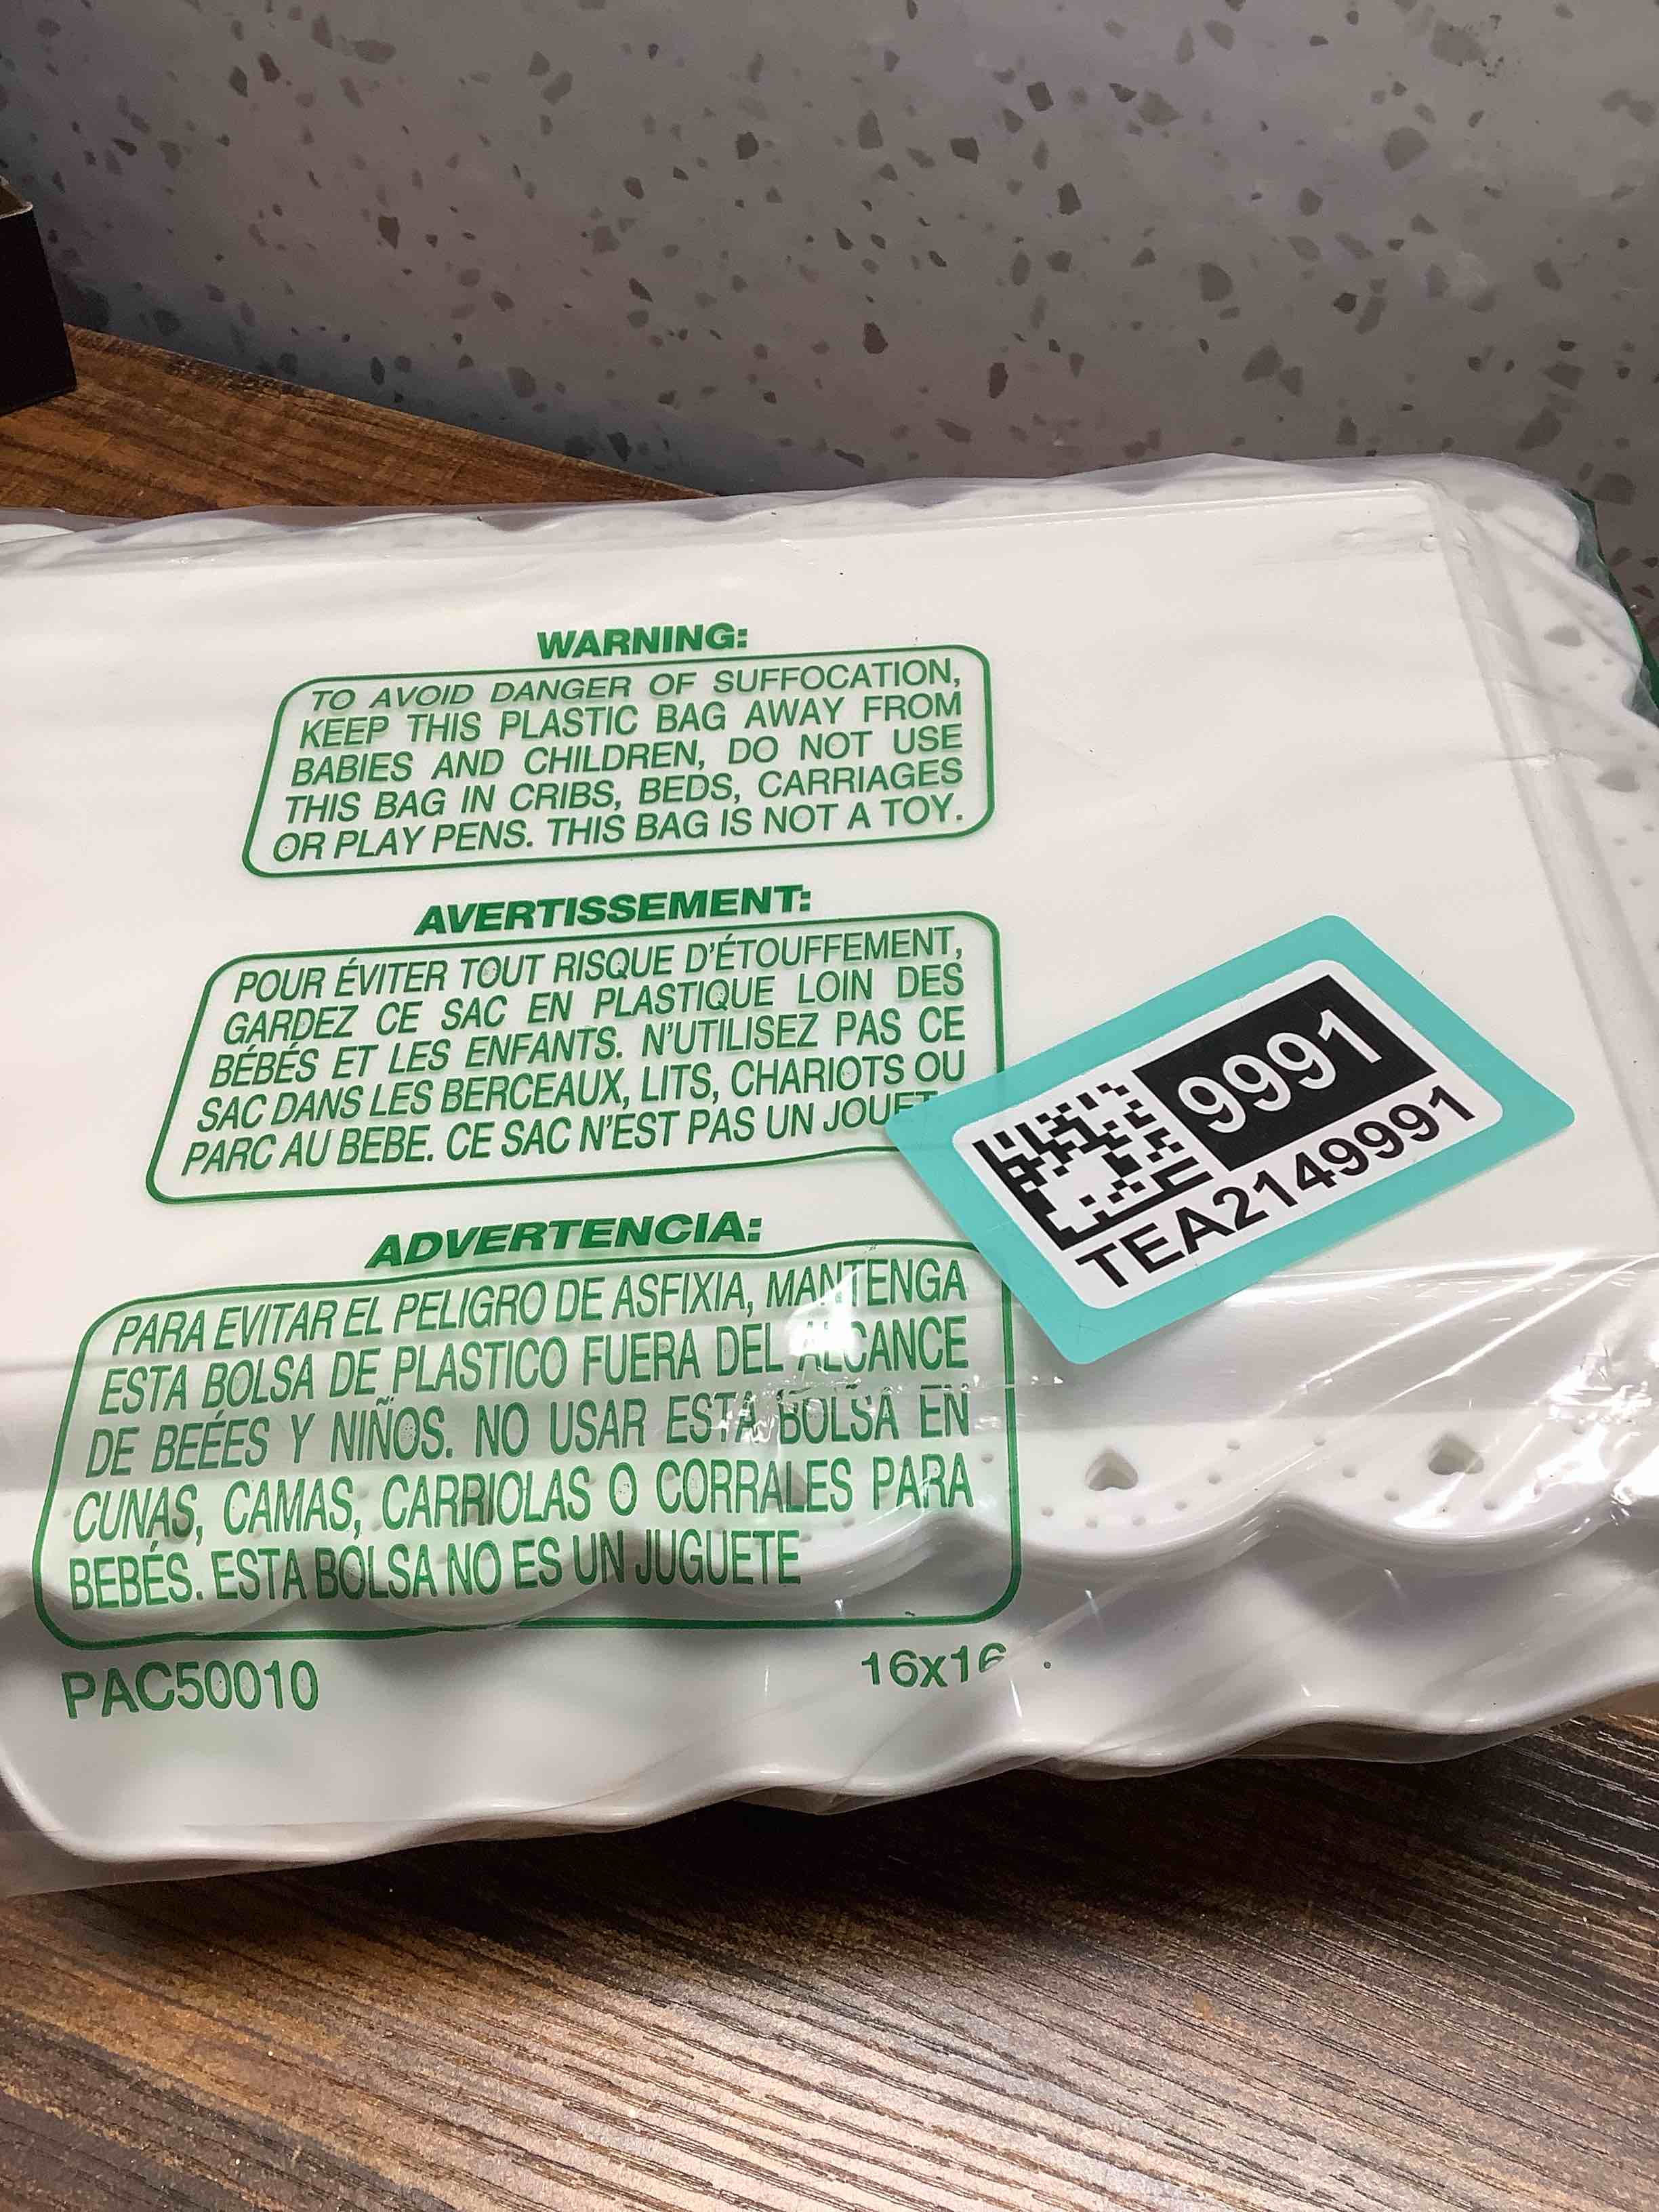 WARNING:
TO AVOID DANGER OF SUFFOCATION,
KEEP THIS PLASTIC BAG AWAY FROM
BABIES AND CHILDREN, DO NOT USE
THIS BAG IN CRIBS, BEDS, CARRIAGES
OR PLAY PENS. THIS BAG IS NOT A TOY.
AVERTISSEMENT:
POUR ÉVITER TOUT RISQUE D'ÉTOUFFEMENT,
GARDEZ CE SAC EN PLASTIQUE LOIN DES
BÉBÉS ET LES ENFANTS. N'UTILISEZ PAS CE
SAC DANS LES BERCEAUX, LITS, CHARIOTS OU
PARC AU BEBE. CE SAC N'EST PAS UN JOUET
9991
TEA2149991
ADVERTENCIA:
PARA EVITAR EL PELIGRO DE ASFIXIA, MANTENGA
ESTA BOLSA DE PLASTICO FUERA DEL ALCANCE
DE BEÉES Y NIÑOS. NO USAR ESTA BOLSA EN
CUNAS, CAMAS, CARRIOLAS O CORRALES PARA
BEBÉS. ESTA BOLSA NO ES UN JUGUETE
PAC50010
16x16